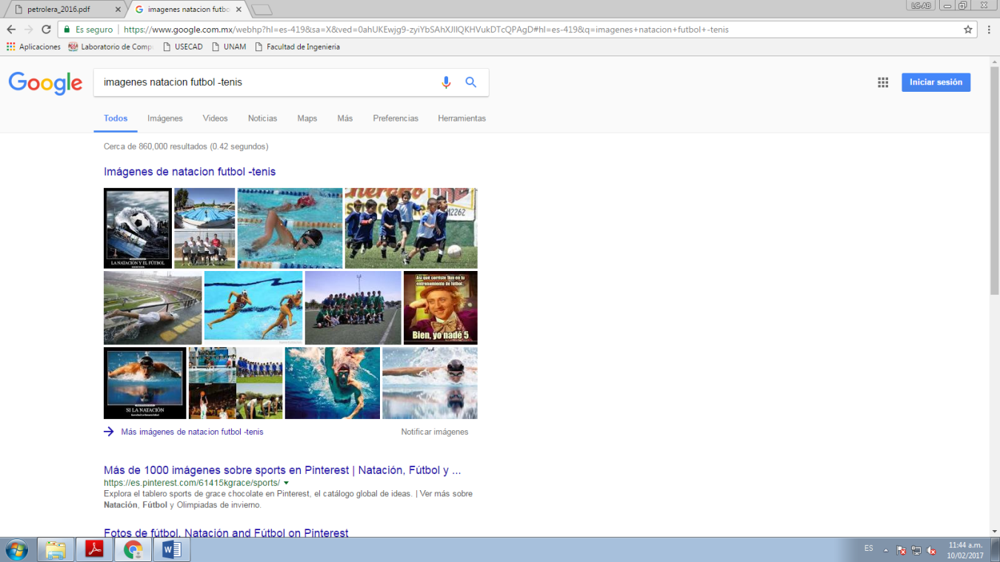 petrolera_2016.pdf
imagenes natacion futbo
LC-AB
Es seguro
https://www.google.com.mx/webhp?hl=es-419&sa=X&ved=0ahUKEwjg9-zyiYbSAhXJIlQKHVukDTcQPAgD#hl=es-419&q=imagenes+natacion+futbol+-tenis
Aplicaciones
Laboratorio de Comp
USECAD
UNAM
Facultad de Ingenieria
Google
imagenes natacion futbol -tenis
Iniciar sesión
Todos
Imágenes
Videos
Noticias
Maps
Más
Preferencias
Herramientas
Cerca de 860,000 resultados (0.42 segundos)
Imágenes de natacion futbol -tenis
LA NATACION Y EL FÚTBOL
12262
Asi que corriste 1km en tu
entrenamiento de fútbol..
Bien, yo nadé 5
SI LA NATACIÓN
Más imágenes de natacion futbol -tenis
Notificar imágenes
Más de 1000 imágenes sobre sports en Pinterest | Natación, Fútbol y ...
https://es.pinterest.com/61415kgrace/sports/
Explora el tablero sports de grace chocolate en Pinterest, el catálogo global de ideas. | Ver más sobre
Natación, Fútbol y Olimpiadas de invierno.
Fotos de fútbol, Natación and Fútbol on Pinterest
ES
11:44 a.m.
10/02/2017